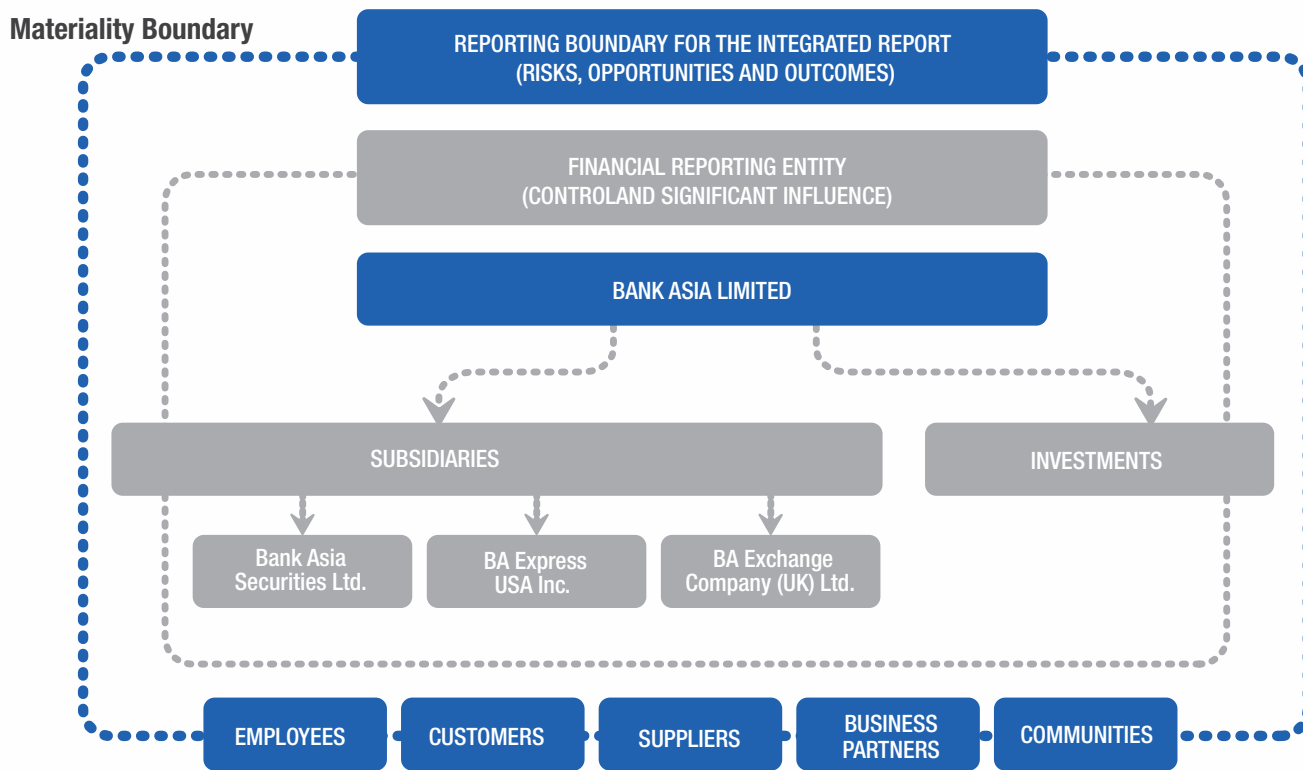 Materiality Boundary
REPORTING BOUNDARY FOR THE INTEGRATED REPORT
(RISKS, OPPORTUNITIES AND OUTCOMES)
FINANCIAL REPORTING ENTITY
(CONTROLAND SIGNIFICANT INFLUENCE)
BANK ASIA LIMITED
SUBSIDIARIES
INVESTMENTS
Bank Asia
Securities Ltd.
BA Express
USA Inc.
BA Exchange
Company (UK) Ltd.
EMPLOYEES
CUSTOMERS
SUPPLIERS
BUSINESS
PARTNERS
COMMUNITIES